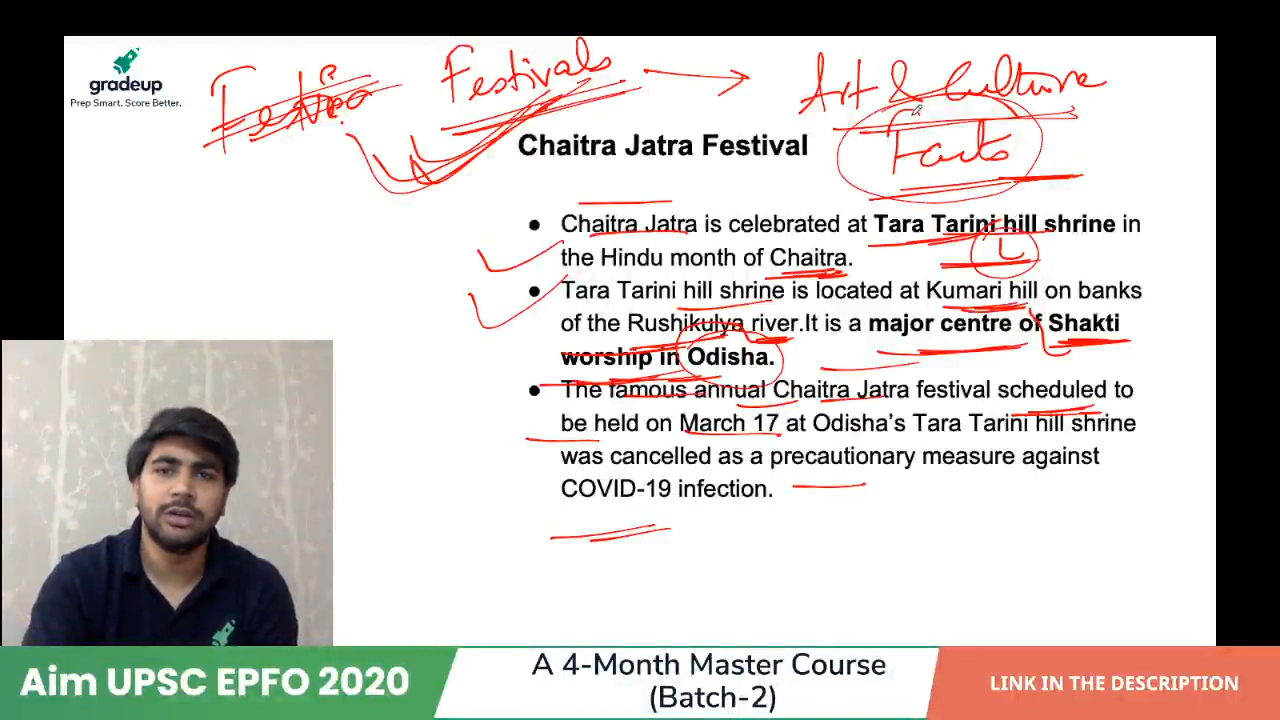 gradeup
Prep Smart, Score Better.
Festivals → Art & Culture
Facts
Chaitra Jatra Festival
● Chaitra Jatra is celebrated at Tara Tarini hill shrine in
the Hindu month of Chaitra.
● Tara Tarini hill shrine is located at Kumari hill on banks
of the Rushikulya river.It is a major centre of Shakti
worship in Odisha.
● The famous annual Chaitra Jatra festival scheduled to
be held on March 17 at Odisha’s Tara Tarini hill shrine
was cancelled as a precautionary measure against
COVID-19 infection.
Aim UPSC EPFO 2020
A 4-Month Master Course
(Batch-2)
LINK IN THE DESCRIPTION